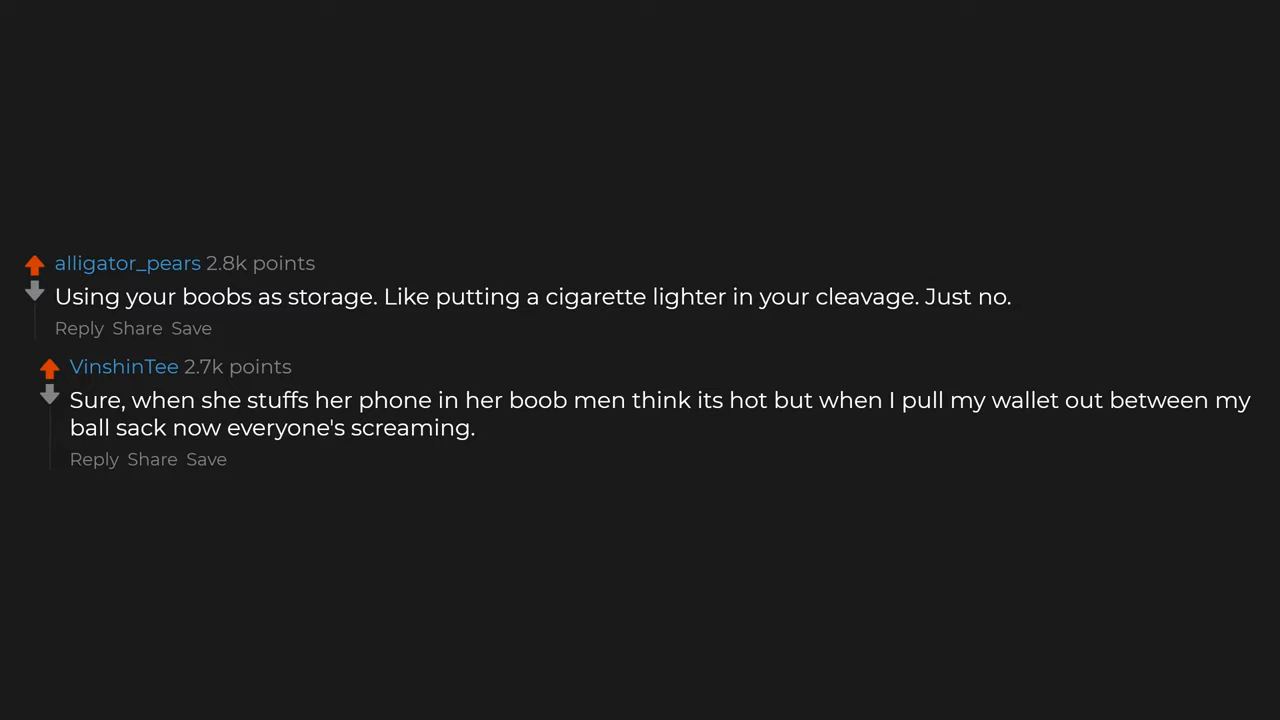 alligator_pears 2.8k points
Using your boobs as storage. Like putting a cigarette lighter in your cleavage. Just no.
Reply Share Save
VinshinTee 2.7k points
Sure, when she stuffs her phone in her boob men think its hot but when I pull my wallet out between my
ball sack now everyone's screaming.
Reply Share Save